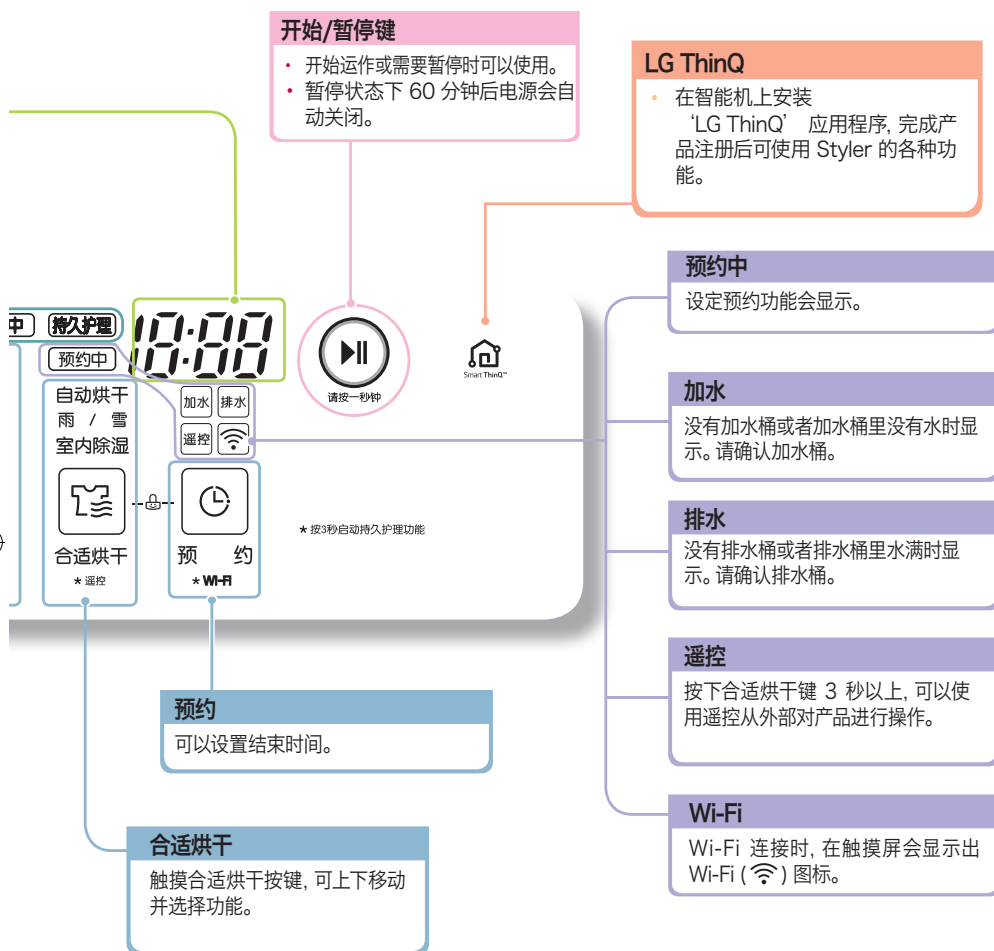 开始/暂停键
• 开始运作或需要暂停时可以使用。
• 暂停状态下 60 分钟后电源会自
动关闭。
LG ThinQ
• 在智能机上安装
‘LG ThinQ’ 应用程序, 完成产
品注册后可使用 Styler 的各种功
能。
预约中
设定预约功能会显示。
中 持久护理
预约中
18:88
Smart ThinQ™
请按一秒钟
自动烘干
雨 / 雪
室内除湿
加水 排水
遥控
加水
没有加水桶或者加水桶里没有水时显
示。请确认加水桶。
排水
没有排水桶或者排水桶里水满时显
示。请确认排水桶。
* 按3秒启动持久护理功能
合适烘干
* 遥控
预 约
* WI-FI
遥控
按下合适烘干键 3 秒以上, 可以使
用遥控从外部对产品进行操作。
预约
可以设置结束时间。
Wi-Fi
Wi-Fi 连接时, 在触摸屏会显示出
Wi-Fi ( ) 图标。
合适烘干
触摸合适烘干按键, 可上下移动
并选择功能。